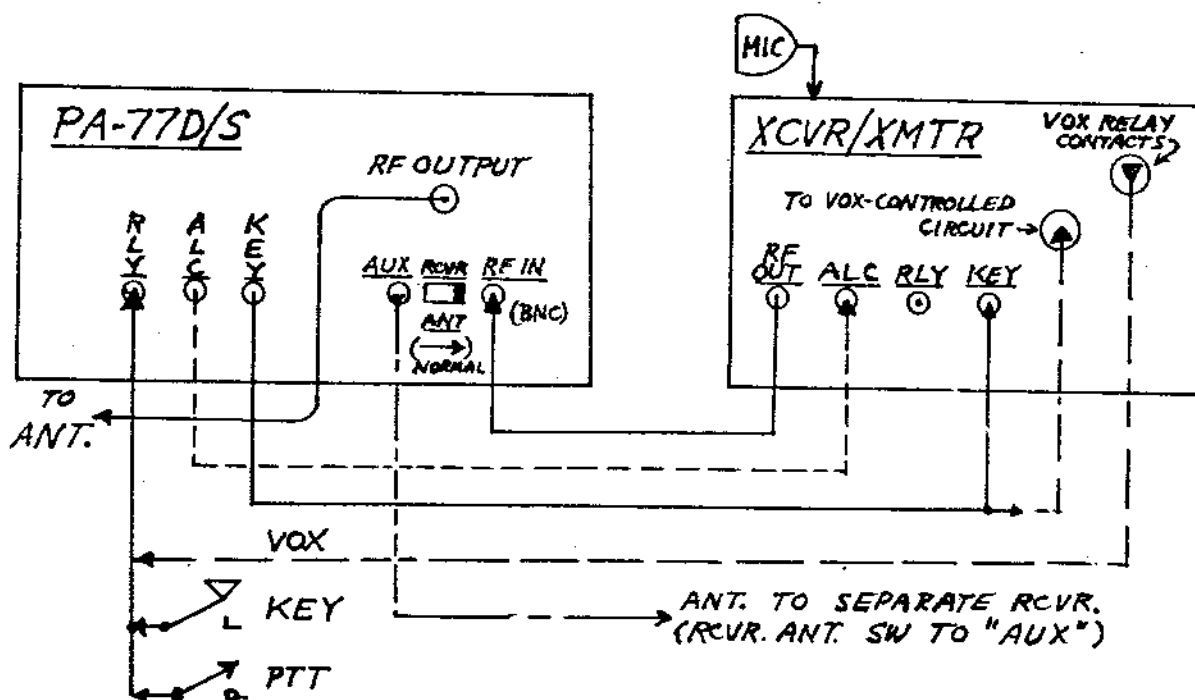 MIC
PA-77D/S
RF OUTPUT
RLY
ALC
KEY
AUX
RCVR
ANT
(→)
NORMAL
RF IN
(BNC)
TO
ANT.
XCVR/XMTR
VOX RELAY
CONTACTS
TO VOX-CONTROLLED
CIRCUIT→
RF
OUT
ALC
RLY
KEY
VOX
KEY
PTT
ANT. TO SEPARATE RCVR.
(RCVR. ANT. SW TO "AUX")